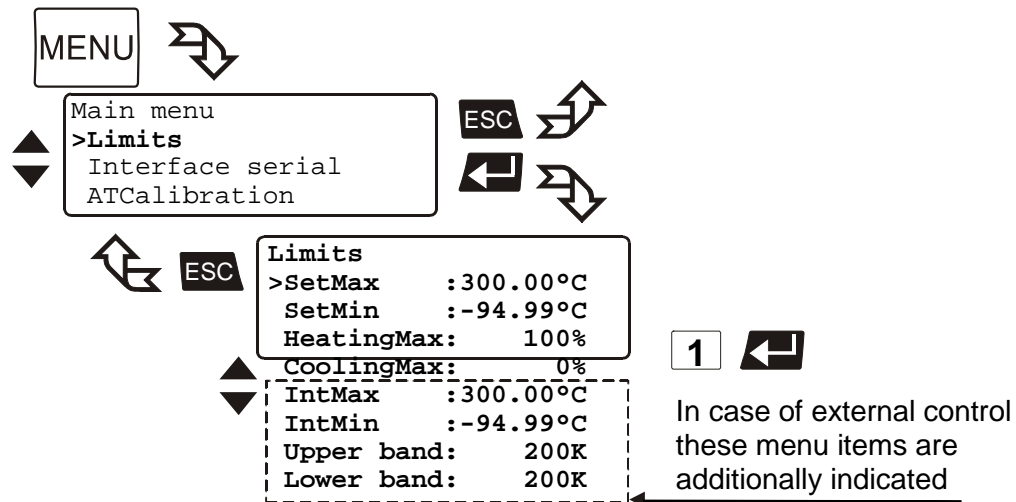 MENU
Main menu
>Limits
Interface serial
ATCalibration
ESC
ESC
Limits
>SetMax :300.00°C
SetMin :-94.99°C
HeatingMax: 100%
CoolingMax: 0%
IntMax :300.00°C
IntMin :-94.99°C
Upper band: 200K
Lower band: 200K
1
In case of external control
these menu items are
additionally indicated